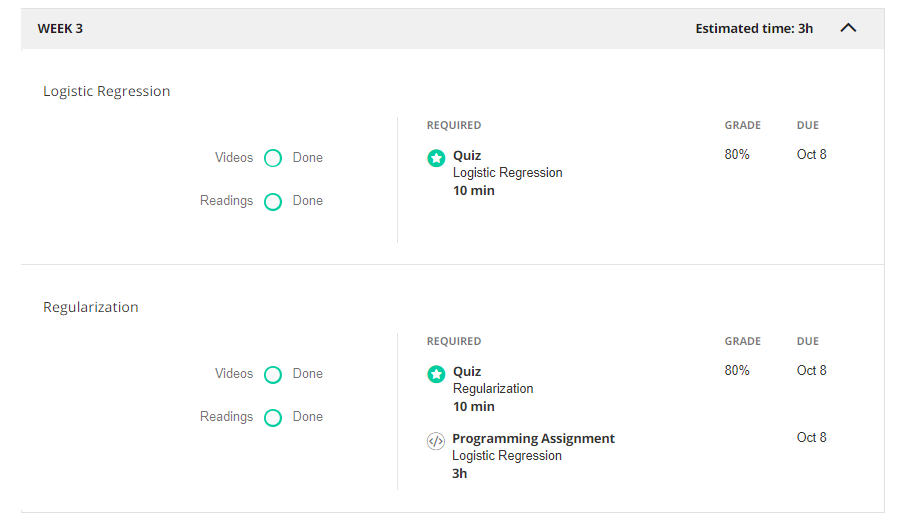 WEEK 3 Estimated time: 3h
Logistic Regression
REQUIRED GRADE DUE
Videos Done
Readings Done
Quiz 80% Oct 8
Logistic Regression
10 min
Regularization
REQUIRED GRADE DUE
Videos Done
Readings Done
Quiz 80% Oct 8
Regularization
10 min
</> Programming Assignment Oct 8
Logistic Regression
3h